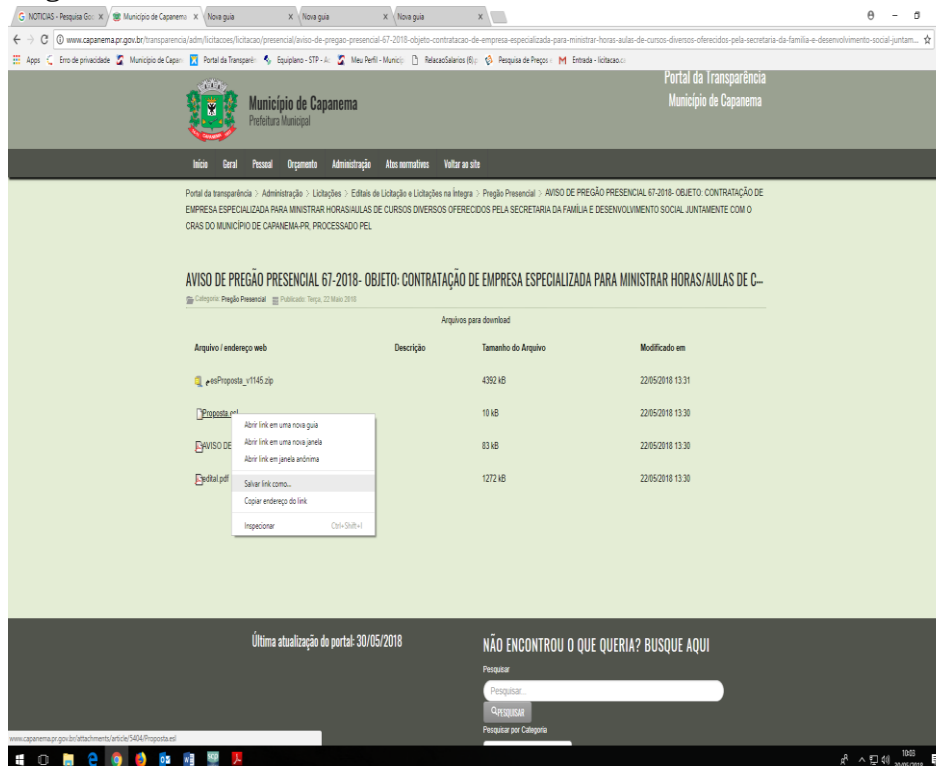 NOTICIAS - Pesquisa Goo
Município de Capanema
Nova guia
Nova guia
Nova guia
www.capanema.pr.gov.br/transparencia/adm/licitacoes/licitacao/presencial/aviso-de-pregao-presencial-67-2018-objeto-contratacao-de-empresa-especializada-para-ministrar-horas-aulas-de-cursos-diversos-oferecidos-pela-secretaria-da-familia-e-desenvolvimento-social-juntam...
Apps Erro de privacidade Município de Capan Portal da Transparên Equiplano - STP - Ac Meu Perfil - Municíp RelacaoSalarios (6).c Pesquisa de Preços Entrada - licitacao.c
Portal da Transparência
Município de Capanema
Município de Capanema
Prefeitura Municipal
Início Geral Pessoal Orçamento Administração Atos normativos Voltar ao site
Portal da transparência > Administração > Licitações > Editais de Licitação e Licitações na Íntegra > Pregão Presencial > AVISO DE PREGÃO PRESENCIAL 67-2018- OBJETO: CONTRATAÇÃO DE
EMPRESA ESPECIALIZADA PARA MINISTRAR HORAS/AULAS DE CURSOS DIVERSOS OFERECIDOS PELA SECRETARIA DA FAMÍLIA E DESENVOLVIMENTO SOCIAL JUNTAMENTE COM O
CRAS DO MUNICÍPIO DE CAPANEMA-PR, PROCESSADO PEL
AVISO DE PREGÃO PRESENCIAL 67-2018- OBJETO: CONTRATAÇÃO DE EMPRESA ESPECIALIZADA PARA MINISTRAR HORAS/AULAS DE C...
Categoria: Pregão Presencial Publicado: Terça, 22 Maio 2018
Arquivos para download
Arquivo / endereço web Descrição Tamanho do Arquivo Modificado em
esProposta_v1145.zip 4392 kB 22/05/2018 13:31
Proposta.esl 10 kB 22/05/2018 13:30
AVISO DE 83 kB 22/05/2018 13:30
edital.pdf 1272 kB 22/05/2018 13:30
Abrir link em uma nova guia
Abrir link em uma nova janela
Abrir link em janela anônima
Salvar link como...
Copiar endereço do link
Inspecionar Ctrl+Shift+I
Última atualização do portal: 30/05/2018
NÃO ENCONTROU O QUE QUERIA? BUSQUE AQUI
Pesquisar
Pesquisar...
PESQUISAR
Pesquisar por Categoria
www.capanema.pr.gov.br/attachments/article/5404/Proposta.esl
10:03